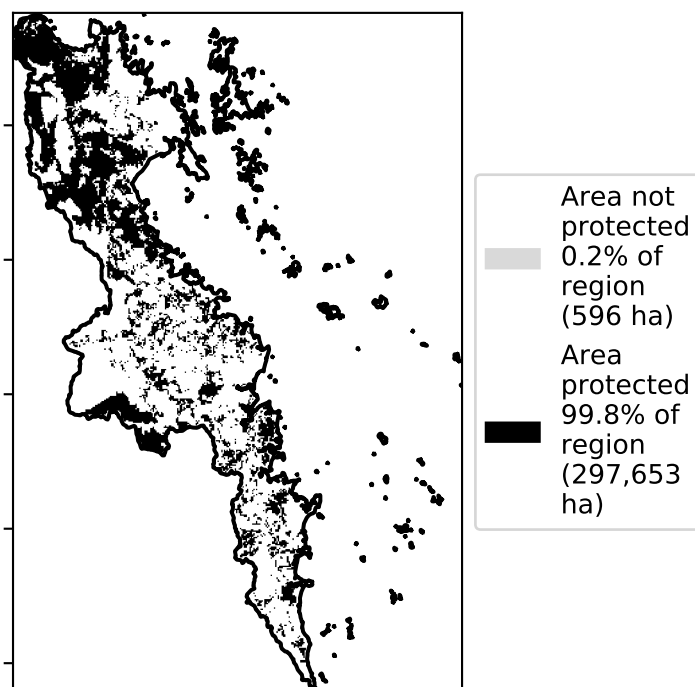 Area not
protected
0.2% of
region
(596 ha)
Area
protected
99.8% of
region
(297,653
ha)